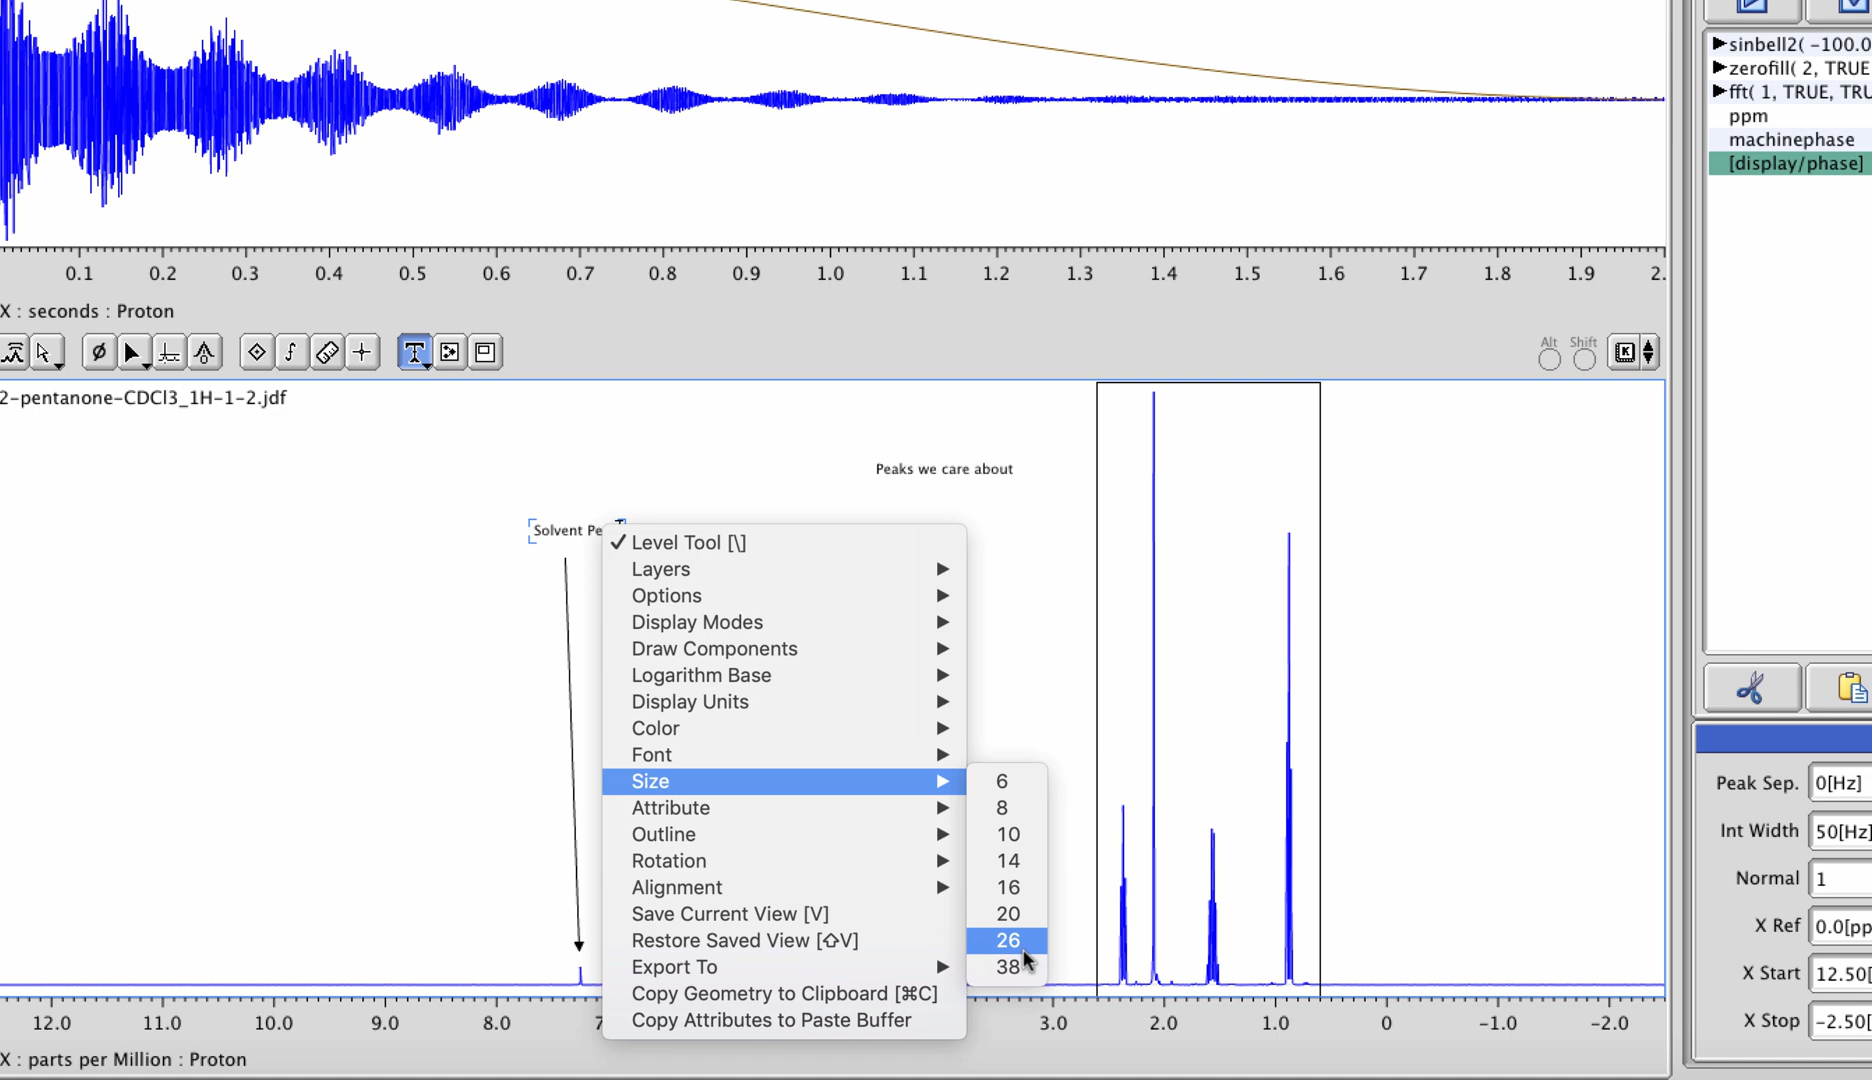 sinbell2( -100.0
zerofill( 2, TRUE
fft( 1, TRUE, TRU
ppm
machinephase
[display/phase]
0.1 0.2 0.3 0.4 0.5 0.6 0.7 0.8 0.9 1.0 1.1 1.2 1.3 1.4 1.5 1.6 1.7 1.8 1.9 2.
X : seconds : Proton
Alt Shift
K
2-pentanone-CDCl3_1H-1-2.jdf
Peaks we care about
Solvent Pe
Level Tool [\]
Layers
Options
Display Modes
Draw Components
Logarithm Base
Display Units
Color
Font
Size
Attribute
Outline
Rotation
Alignment
Save Current View [V]
Restore Saved View [⇧V]
Export To
Copy Geometry to Clipboard [⌘C]
Copy Attributes to Paste Buffer
6
8
10
14
16
20
26
38
Peak Sep. 0[Hz]
Int Width 50[Hz]
Normal 1
X Ref 0.0[pp
X Start 12.50[
X Stop -2.50[
12.0 11.0 10.0 9.0 8.0 7 3.0 2.0 1.0 0 -1.0 -2.0
X : parts per Million : Proton